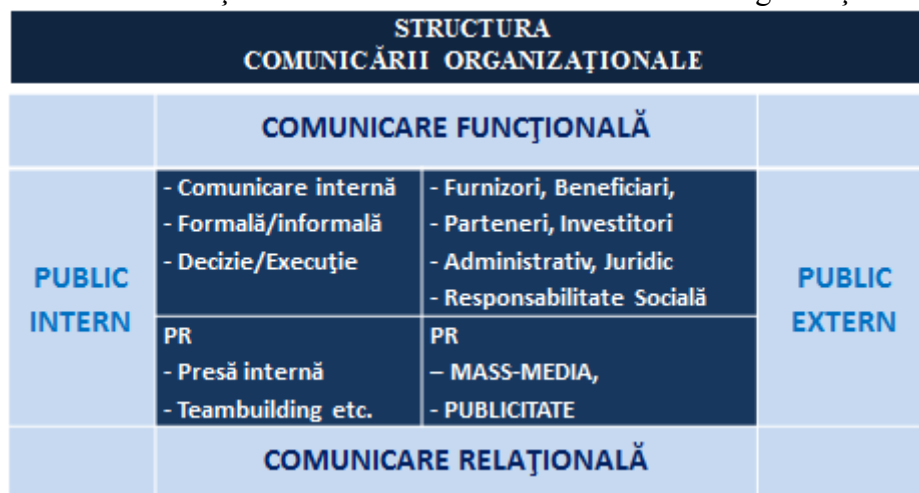 STRUCTURA
COMUNICĂRII ORGANIZAȚIONALE
COMUNICARE FUNCŢIONALĂ
PUBLIC
INTERN
- Comunicare internă
- Formală/informală
- Decizie/Execuţie
- Furnizori, Beneficiari,
- Parteneri, Investitori
- Administrativ, Juridic
- Responsabilitate Socială
PUBLIC
EXTERN
PR
- Presă internă
- Teambuilding etc.
PR
– MASS-MEDIA,
- PUBLICITATE
COMUNICARE RELAŢIONALĂ